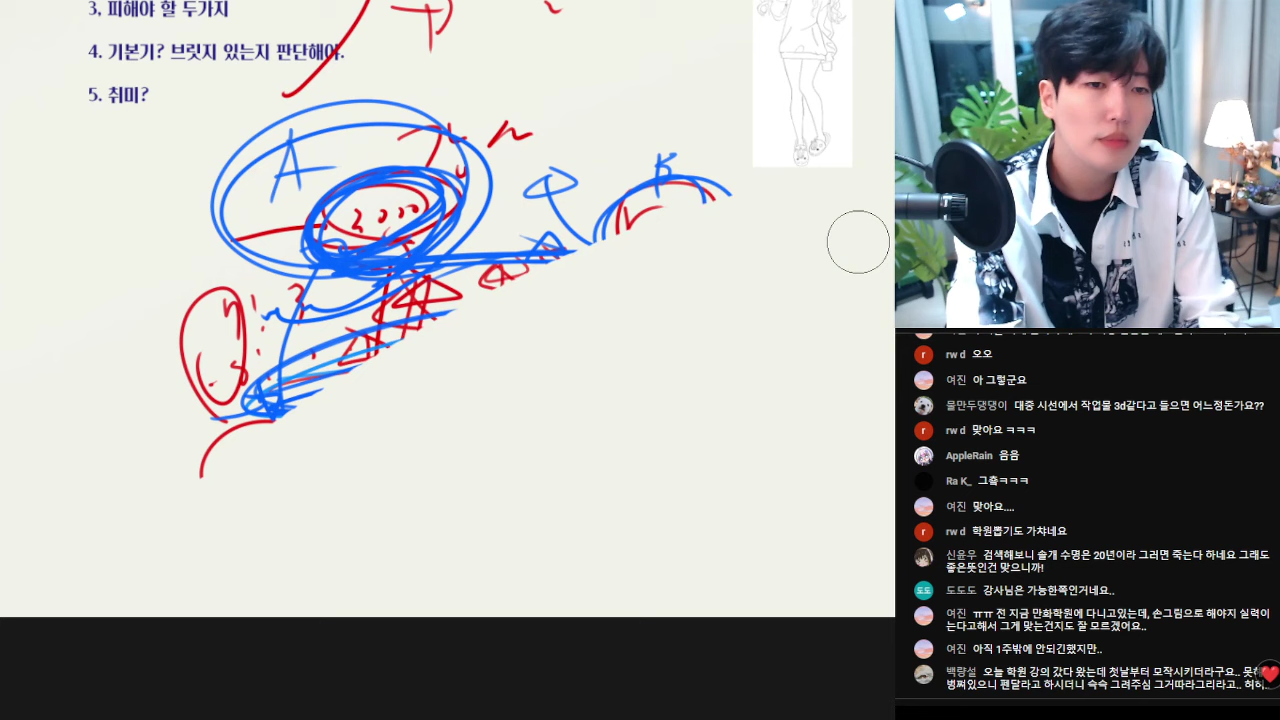 3, 피해야 할 두가지
4. 기본기? 브릿지 있는지 판단해야.
5. 취미?
A
2000
rw d 오오
여진 아 그렇군요
물만두댕댕이 대중 시선에서 작업물 3d같다고 들으면 어느정돈가요??
rw d 맞아요 ㅋㅋㅋ
AppleRain 음음
Ra K_ 그츀ㅋㅋㅋ
여진 맞아요....
rw d 학원뽑기도 가챠네요
신윤우 검색해보니 솔개 수명은 20년이라 그러면 죽는다 하네요 그래도
좋은뜻인건 맞으니까!
도도도 강사님은 가능한쪽인거네요..
여진 ㅠㅠ 전 지금 만화학원에 다니고있는데, 손그림으로 해야지 실력이
는다고해서 그게 맞는건지도 잘 모르겠어요..
여진 아직 1주밖에 안되긴했지만..
백량설 오늘 학원 강의 갔다 왔는데 첫날부터 모작시키더라구요.. 못
벙쪄있으니 펜달라고 하시더니 슥슥 그려주심 그거따라그리라고.. 허허..